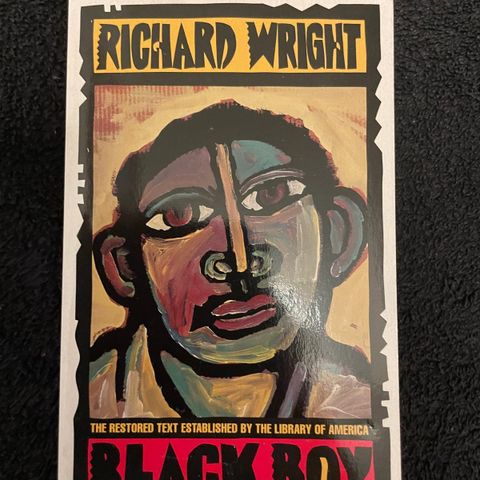 RICHARD WRIGHT
THE RESTORED TEXT ESTABLISHED BY THE LIBRARY OF AMERICA
BLACK BOY